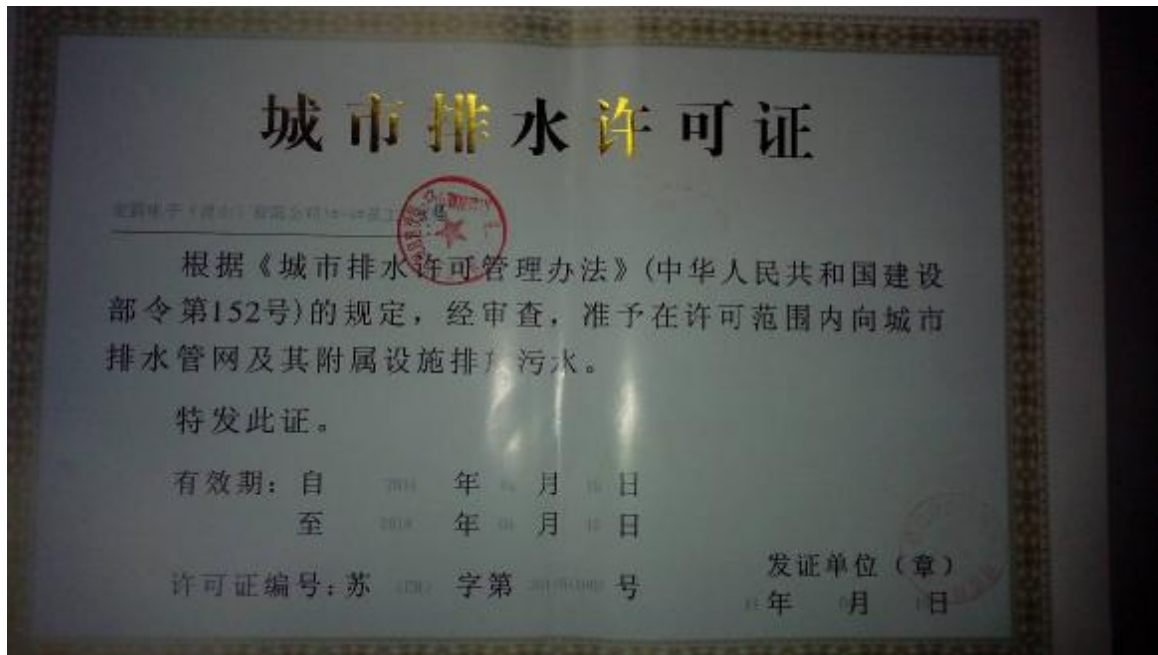 城市排水许可证
根据《城市排水许可管理办法》(中华人民共和国建设
部令第152号)的规定，经审查，准予在许可范围内向城市
排水管网及其附属设施排放污水。
特发此证。
有效期：自 年 月 日
至 2018 年 月 日
许可证编号：苏 字第 号
发证单位（章）
年 月 日